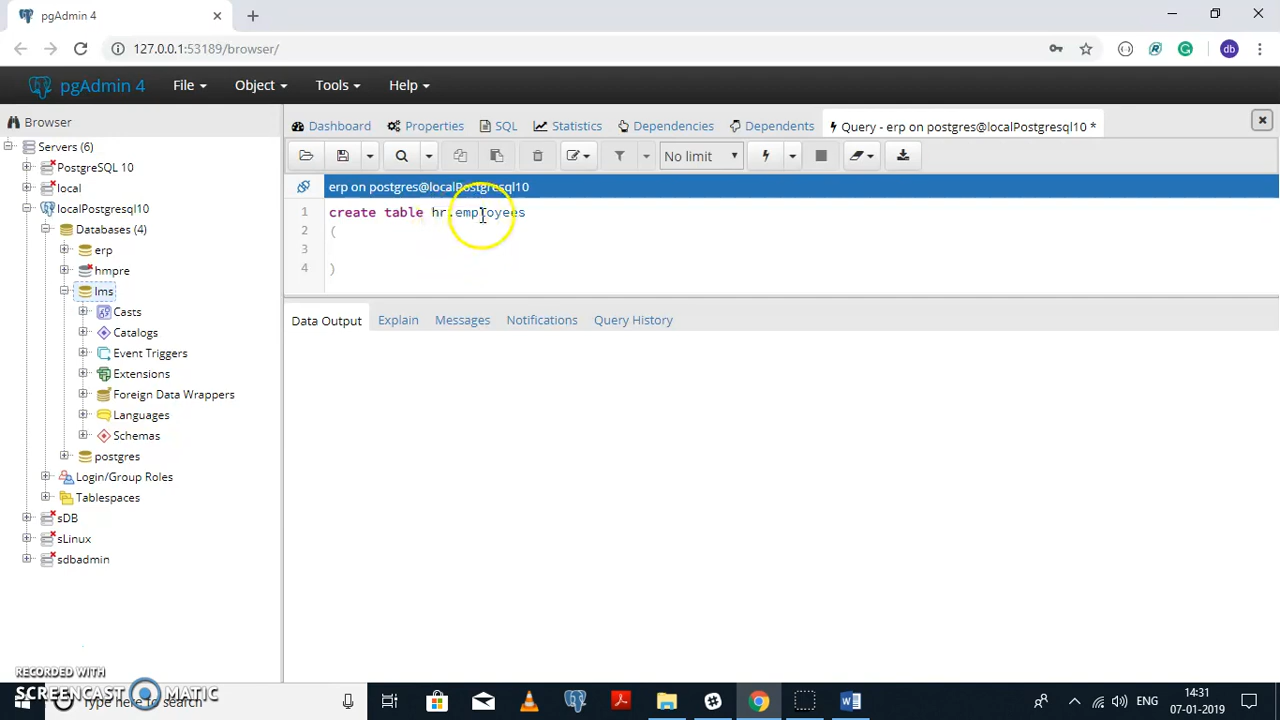 pgAdmin 4
127.0.0.1:53189/browser/
db
pgAdmin 4 File Object Tools Help
Browser
Dashboard Properties SQL Statistics Dependencies Dependents Query - erp on postgres@localPostgresql10 *
No limit
erp on postgres@localPostgresql10
Servers (6)
PostgreSQL 10
local
localPostgresql10
Databases (4)
erp
hmpre
lms
Casts
Catalogs
Event Triggers
Extensions
Foreign Data Wrappers
Languages
Schemas
postgres
Login/Group Roles
Tablespaces
sDB
sLinux
sdbadmin
1 create table hr.employees
2 (
3
4 )
Data Output Explain Messages Notifications Query History
RECORDED WITH
SCREENCAST MATIC
Type here to search
ENG
14:31
07-01-2019